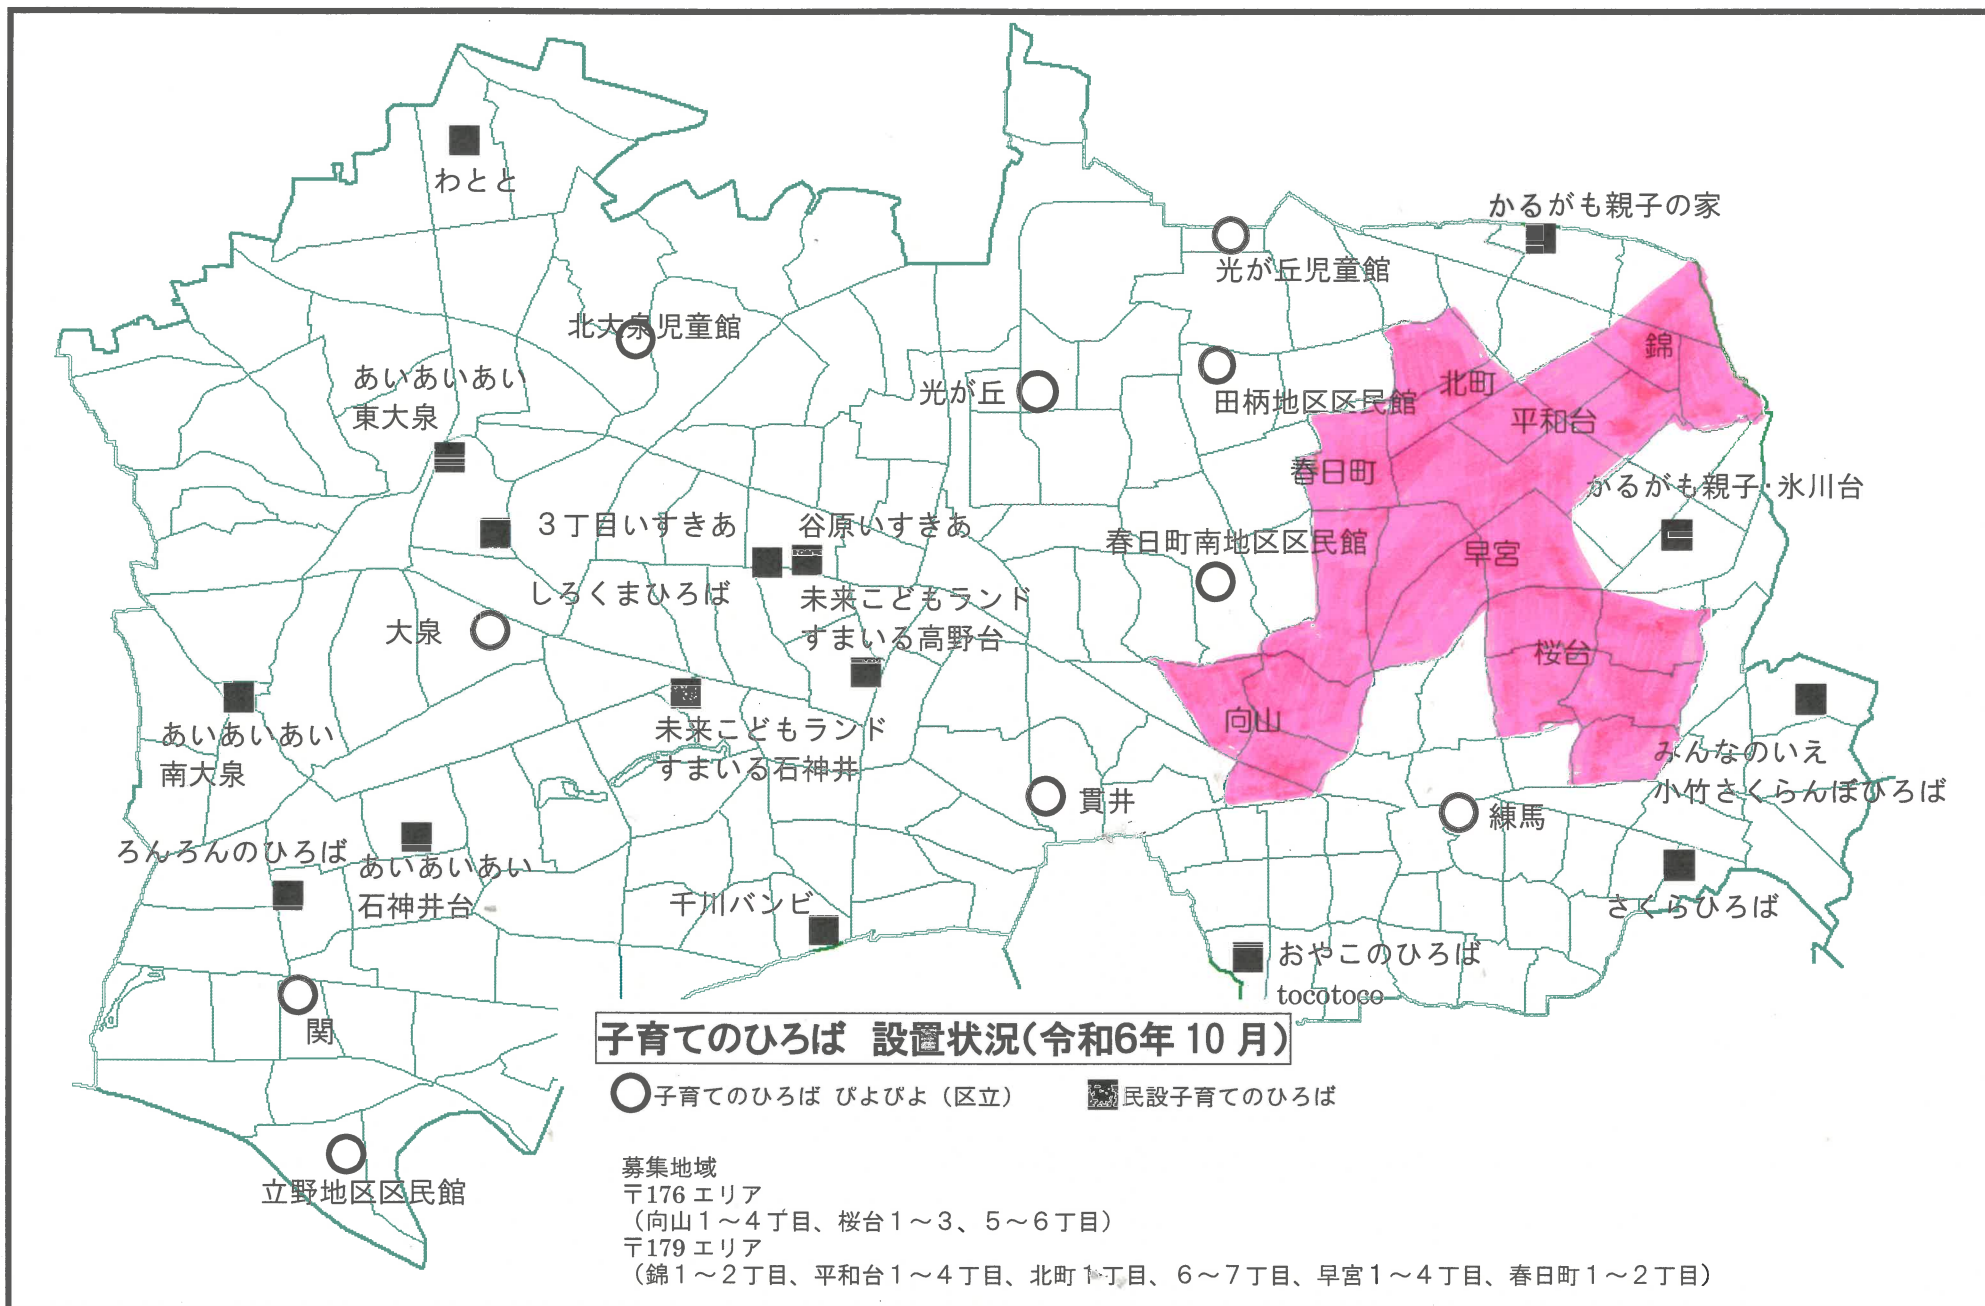 わとと
かるがも親子の家
光が丘児童館
北大泉児童館
錦
あいあいあい
東大泉
光が丘
北町
田柄地区区民館
平和台
春日町
かるがも親子・氷川台
３丁目いすきあ
谷原いすきあ
春日町南地区区民館
早宮
しろくまひろば
未来こどもランド
すまいる高野台
大泉
桜台
向山
あいあいあい
南大泉
未来こどもランド
すまいる石神井
みんなのいえ
小竹さくらんぼひろば
貫井
練馬
ろんろんのひろば
あいあいあい
石神井台
千川バンビ
さくらひろば
おやこのひろば
tocotoco
関
子育てのひろば 設置状況(令和6年 10 月)
子育てのひろば ぴよぴよ（区立）
民設子育てのひろば
立野地区区民館
募集地域
〒176 エリア
（向山１～４丁目、桜台１～３、５～６丁目）
〒179 エリア
（錦１～２丁目、平和台１～４丁目、北町１丁目、６～７丁目、早宮１～４丁目、春日町１～２丁目）